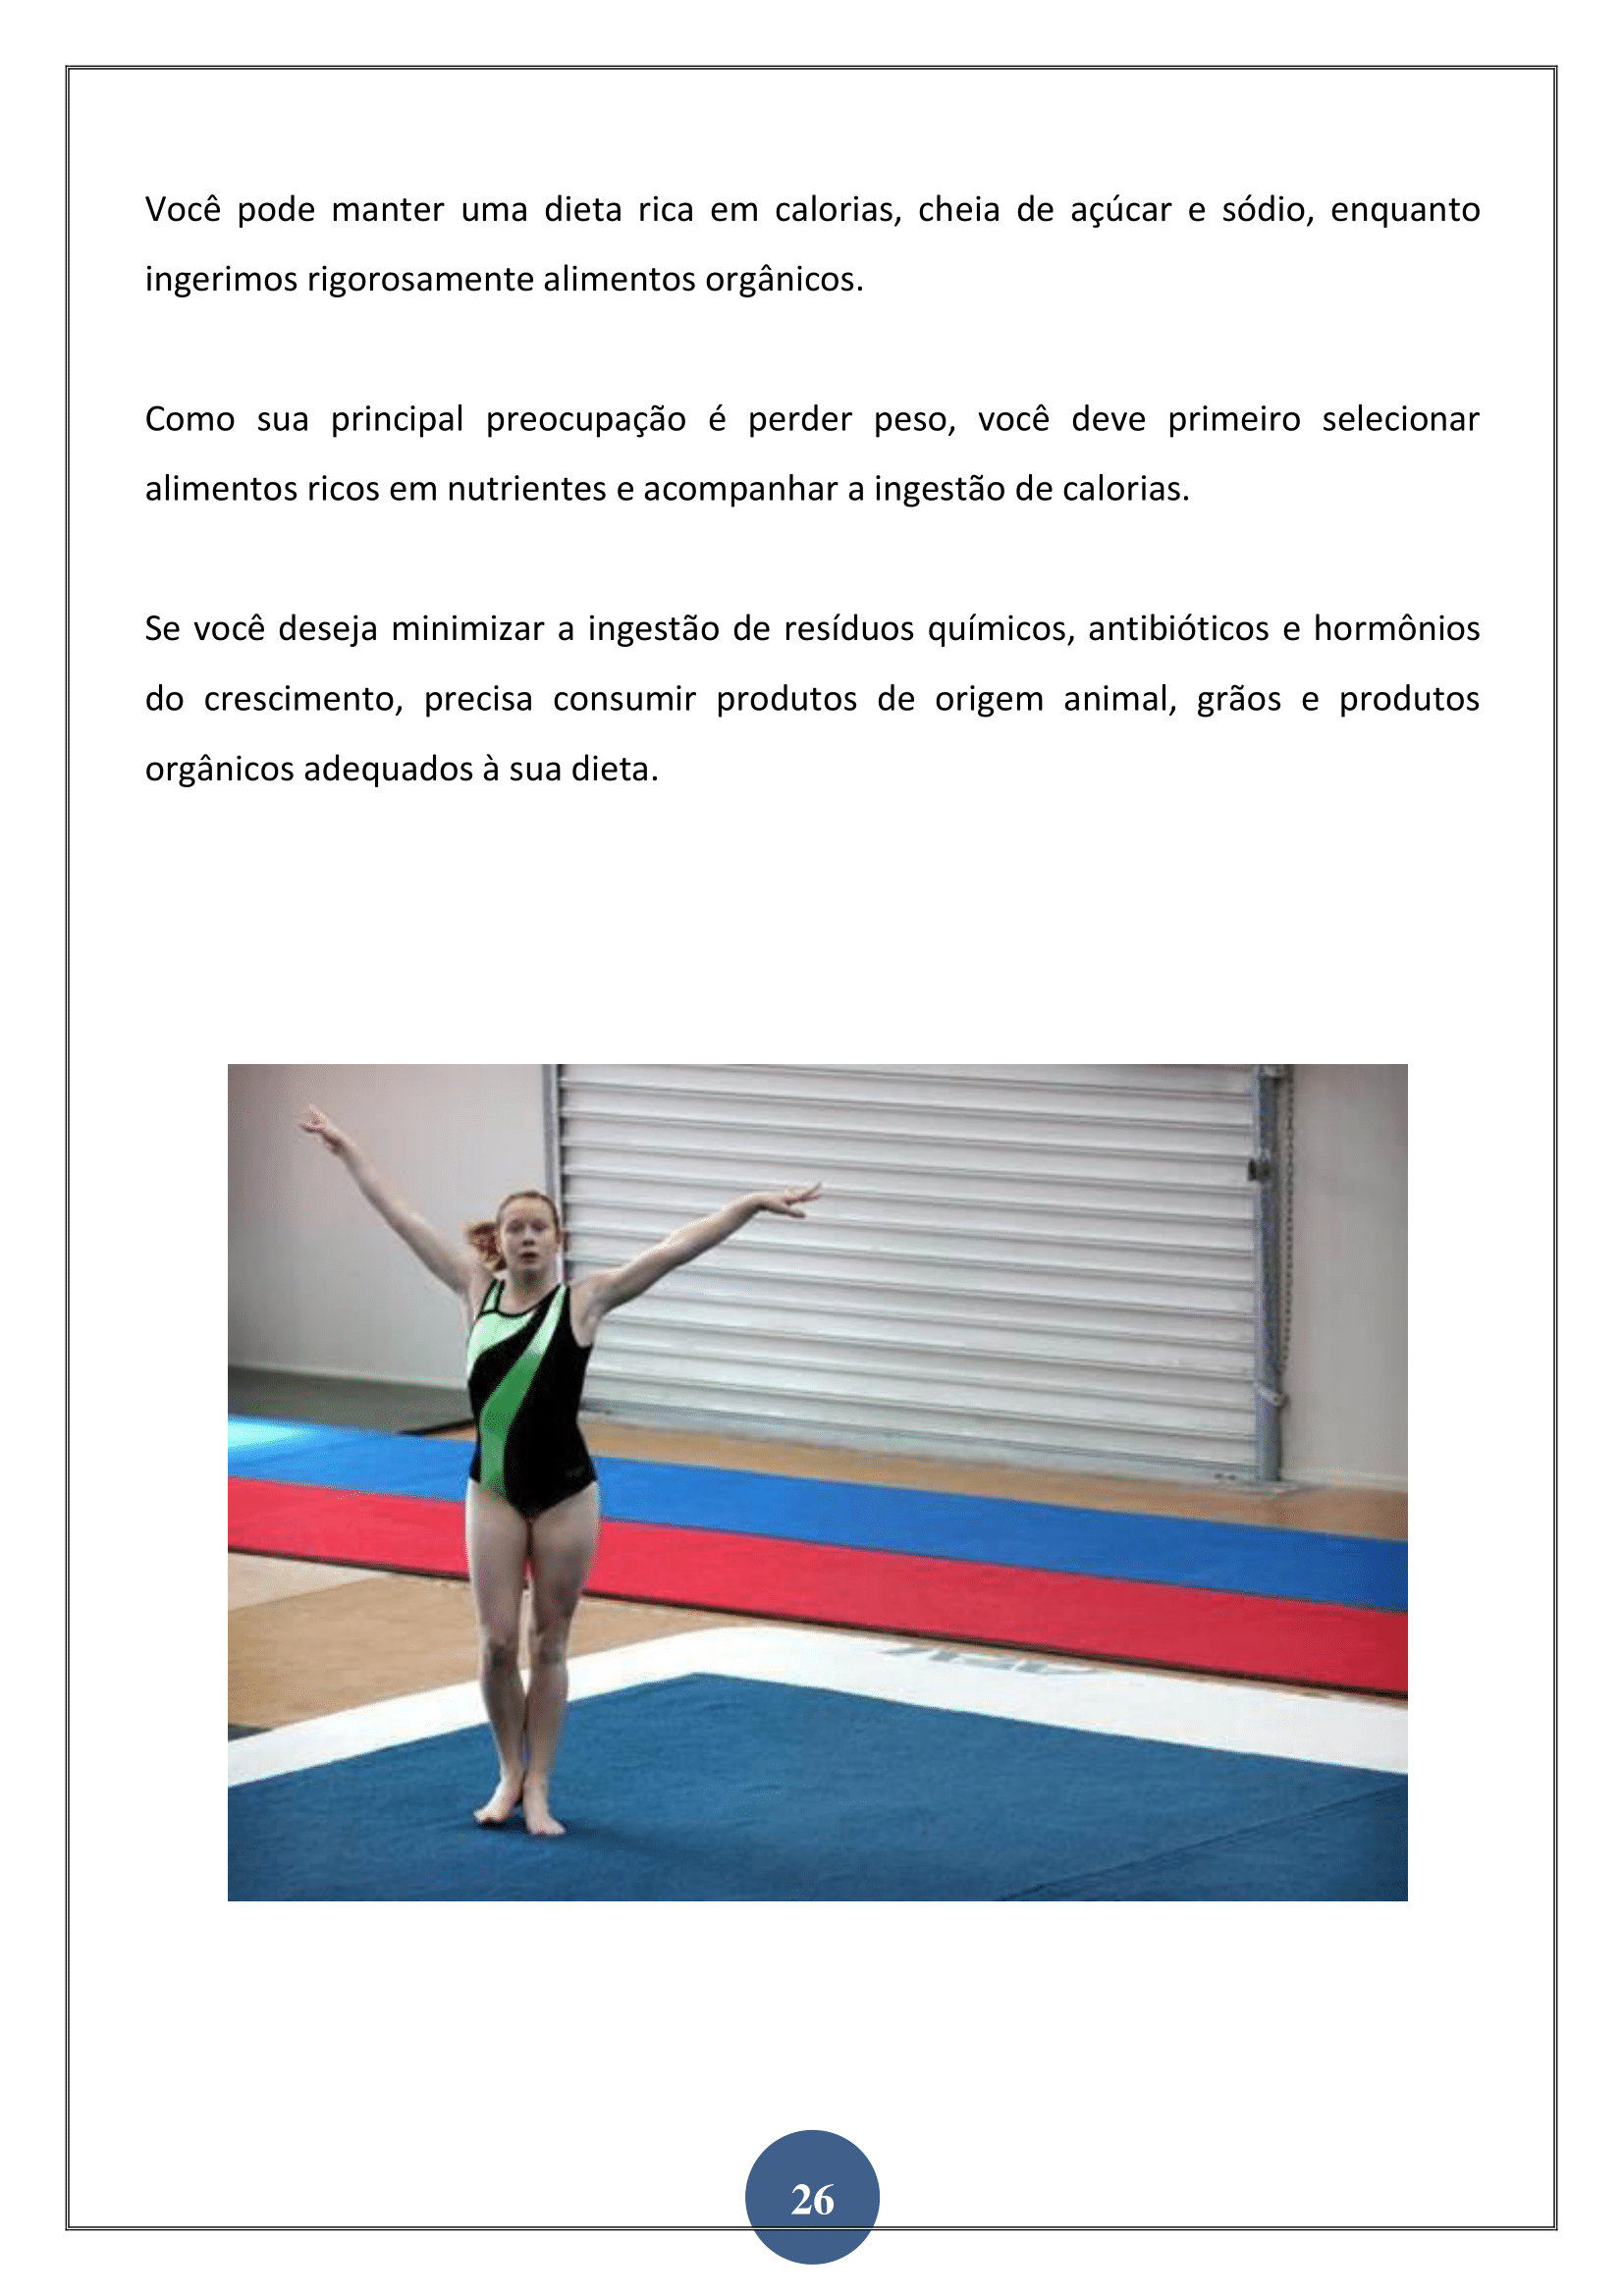 Você pode manter uma dieta rica em calorias, cheia de açúcar e sódio, enquanto
ingerimos rigorosamente alimentos orgânicos.
Como sua principal preocupação é perder peso, você deve primeiro selecionar
alimentos ricos em nutrientes e acompanhar a ingestão de calorias.
Se você deseja minimizar a ingestão de resíduos químicos, antibióticos e hormônios
do crescimento, precisa consumir produtos de origem animal, grãos e produtos
orgânicos adequados à sua dieta.
26